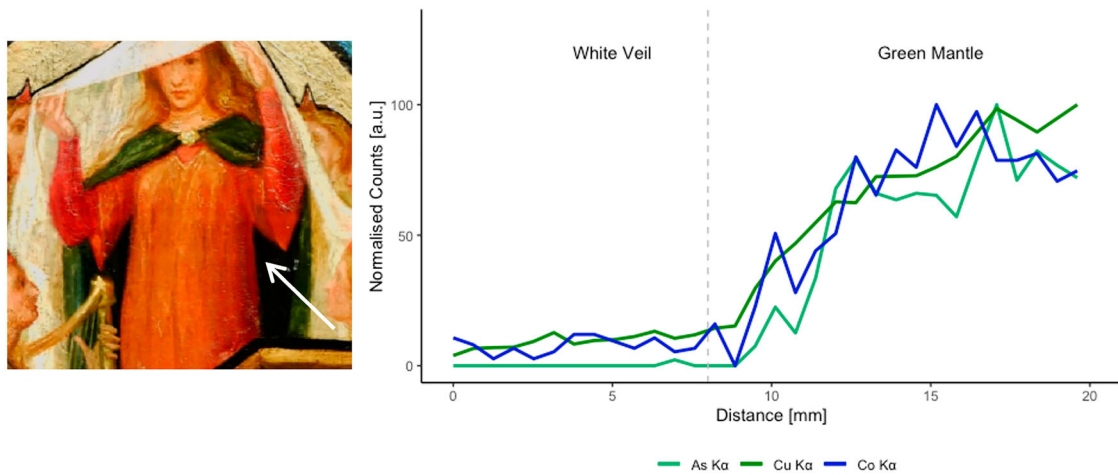 White Veil
Green Mantle
100
50
0
Normalised Counts [a.u.]
0
5
10
15
20
Distance [mm]
As Kα
Cu Kα
Co Kα